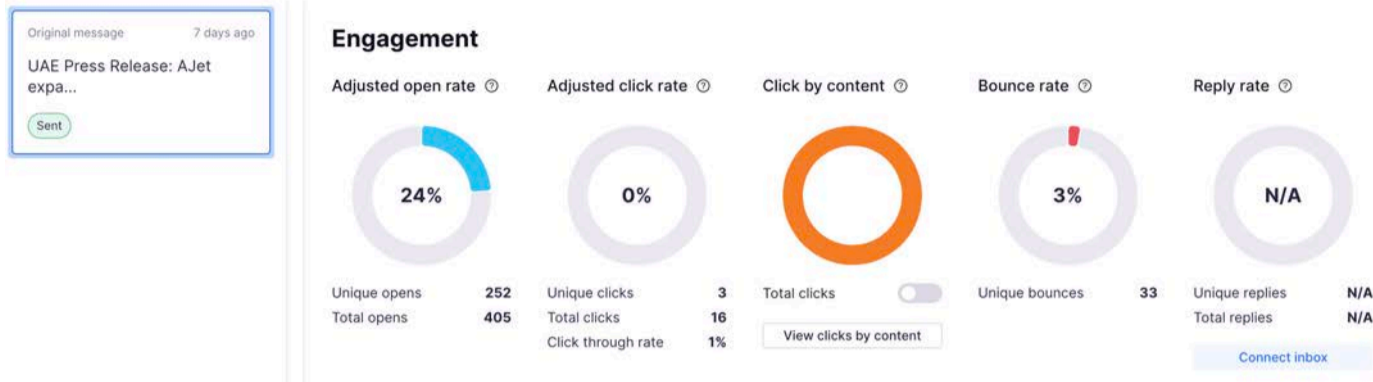 Original message 7 days ago
UAE Press Release: AJet
expa...
Sent
Engagement
Adjusted open rate
24%
Unique opens 252
Total opens 405
Adjusted click rate
0%
Unique clicks 3
Total clicks 16
Click through rate 1%
Click by content
Total clicks
View clicks by content
Bounce rate
3%
Unique bounces 33
Reply rate
N/A
Unique replies N/A
Total replies N/A
Connect inbox